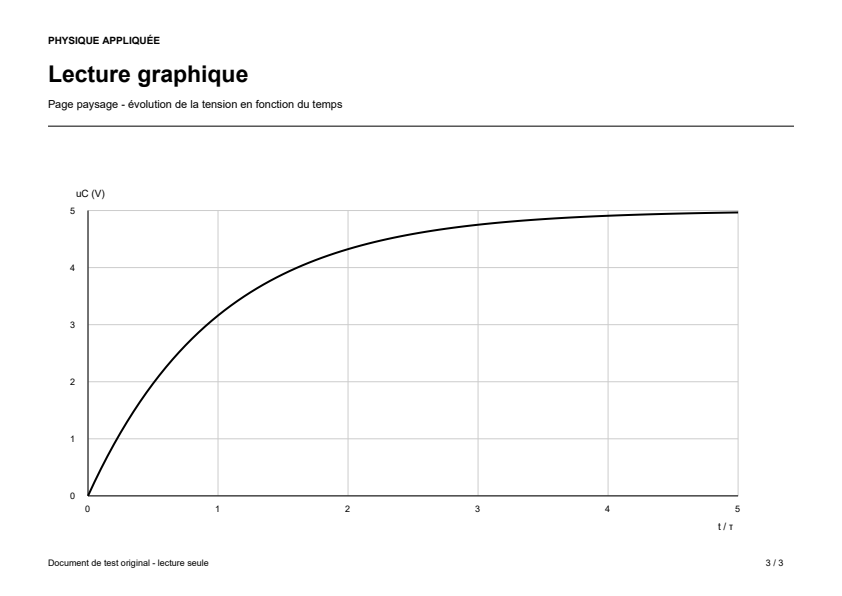 PHYSIQUE APPLIQUÉE
Lecture graphique
Page paysage - évolution de la tension en fonction du temps
uC (V)
5
4
3
2
1
0
0 1 2 3 4 5
t / τ
Document de test original - lecture seule 3 / 3